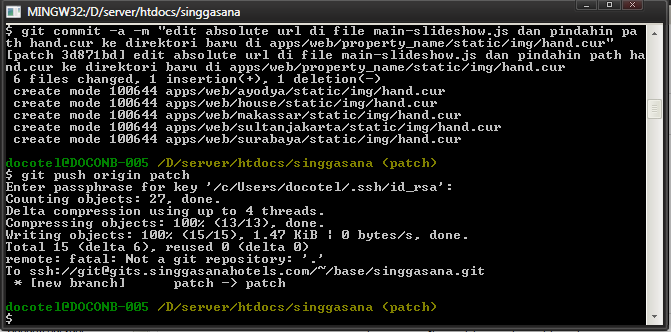 MINGW32:/D/server/htdocs/singgasana
$ git commit -a -m "edit absolute url di file main-slideshow.js dan pindahin pa
th hand.cur ke direktori baru di apps/web/property_name/static/img/hand.cur"
[patch 3d871bd] edit absolute url di file main-slideshow.js dan pindahin path ha
nd.cur ke direktori baru di apps/web/property_name/static/img/hand.cur
 6 files changed, 1 insertion(+), 1 deletion(-)
 create mode 100644 apps/web/ayodya/static/img/hand.cur
 create mode 100644 apps/web/house/static/img/hand.cur
 create mode 100644 apps/web/makassar/static/img/hand.cur
 create mode 100644 apps/web/sultanjakarta/static/img/hand.cur
 create mode 100644 apps/web/surabaya/static/img/hand.cur
docotel@DOCONB-005 /D/server/htdocs/singgasana (patch)
$ git push origin patch
Enter passphrase for key '/c/Users/docotel/.ssh/id_rsa':
Counting objects: 27, done.
Delta compression using up to 4 threads.
Compressing objects: 100% (13/13), done.
Writing objects: 100% (15/15), 1.47 KiB ¦ 0 bytes/s, done.
Total 15 (delta 6), reused 0 (delta 0)
remote: fatal: Not a git repository: '.'
To ssh://git@gits.singgasanahotels.com/~/base/singgasana.git
 * [new branch]      patch -> patch
docotel@DOCONB-005 /D/server/htdocs/singgasana (patch)
$